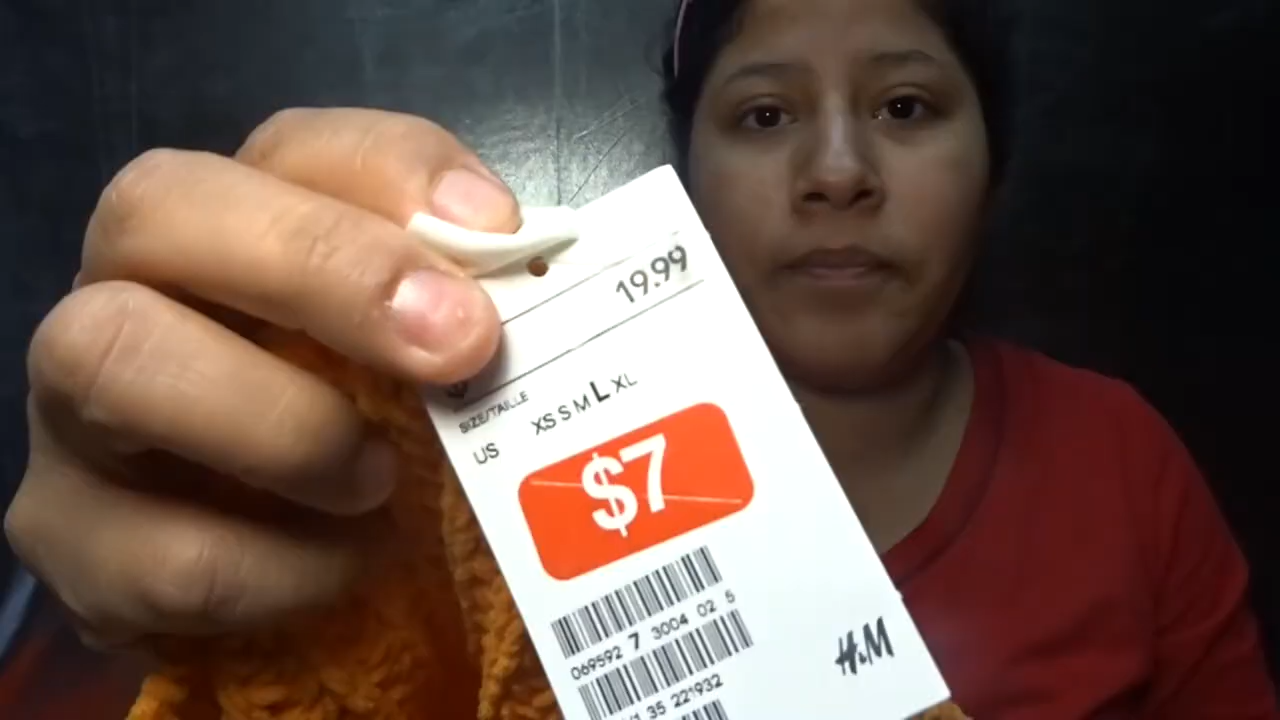 19.99
SIZE/TAILLE
US XS S M L XL
$7
069592 7 3004 02 5
35 221932
H&M